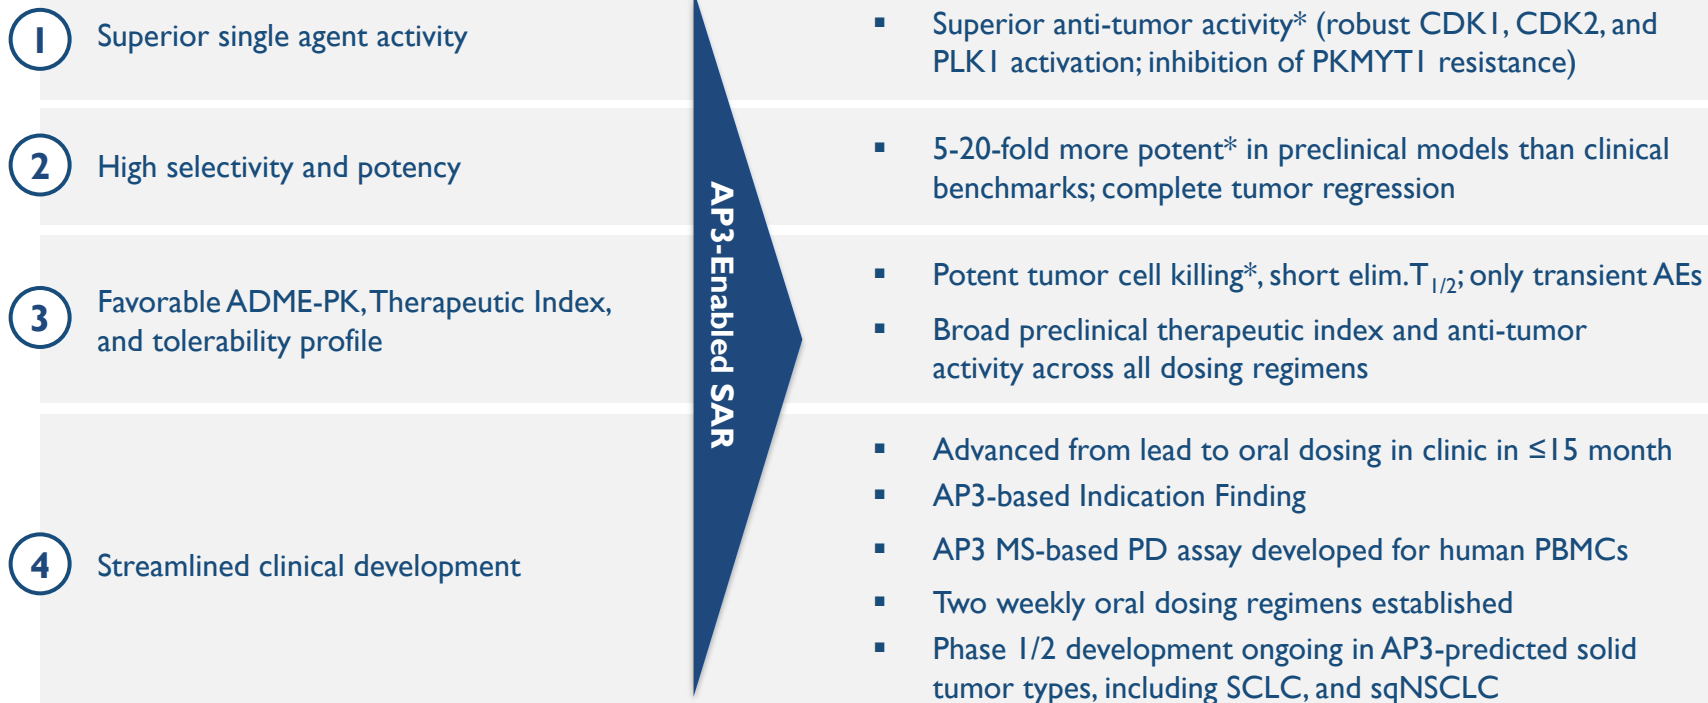 1
Superior single agent activity
2
High selectivity and potency
3
Favorable ADME-PK, Therapeutic Index,
and tolerability profile
4
Streamlined clinical development
AP3-Enabled SAR
▪ Superior anti-tumor activity* (robust CDK1, CDK2, and
PLK1 activation; inhibition of PKMYT1 resistance)
▪ 5-20-fold more potent* in preclinical models than clinical
benchmarks; complete tumor regression
▪ Potent tumor cell killing*, short elim. T1/2; only transient AEs
▪ Broad preclinical therapeutic index and anti-tumor
activity across all dosing regimens
▪ Advanced from lead to oral dosing in clinic in ≤15 month
▪ AP3-based Indication Finding
▪ AP3 MS-based PD assay developed for human PBMCs
▪ Two weekly oral dosing regimens established
▪ Phase 1/2 development ongoing in AP3-predicted solid
tumor types, including SCLC, and sqNSCLC